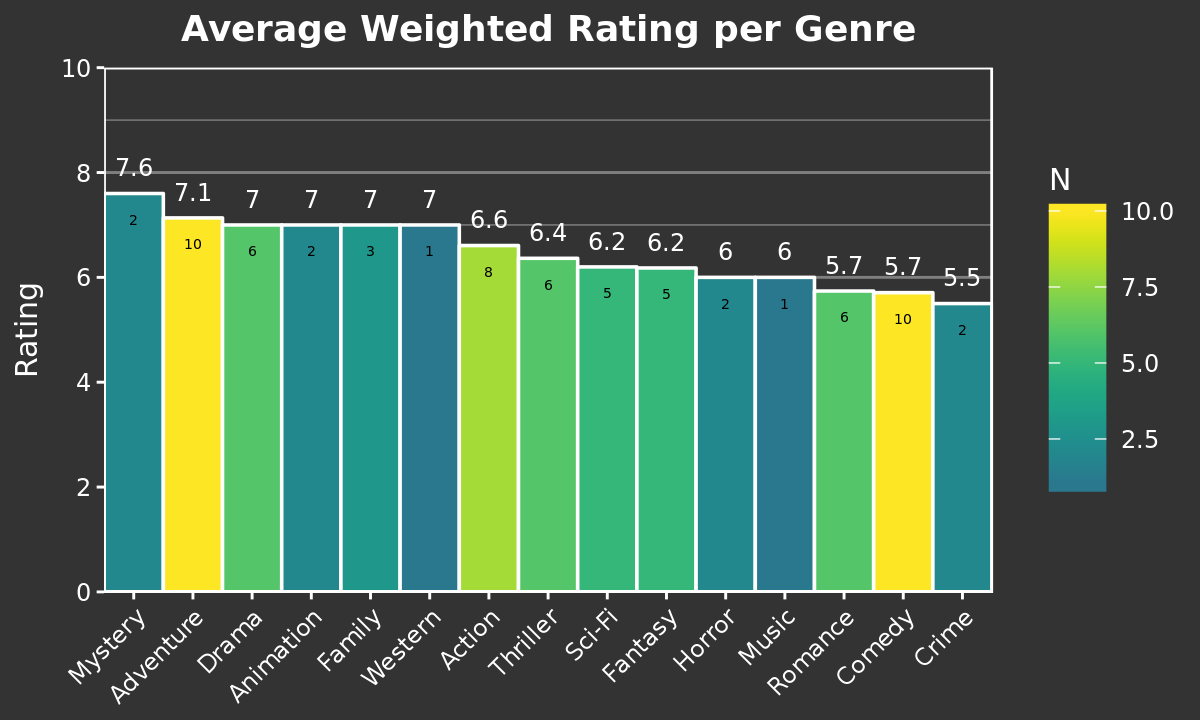 Average Weighted Rating per Genre
10
8
6
4
2
0
Rating
7.6 7.1 7 7 7 7 6.6 6.4 6.2 6.2 6 6 5.7 5.7 5.5
2 10 6 2 3 1 8 6 5 5 2 1 6 10 2
Mystery Adventure Drama Animation Family Western Action Thriller Sci-Fi Fantasy Horror Music Romance Comedy Crime
N
10.0
7.5
5.0
2.5